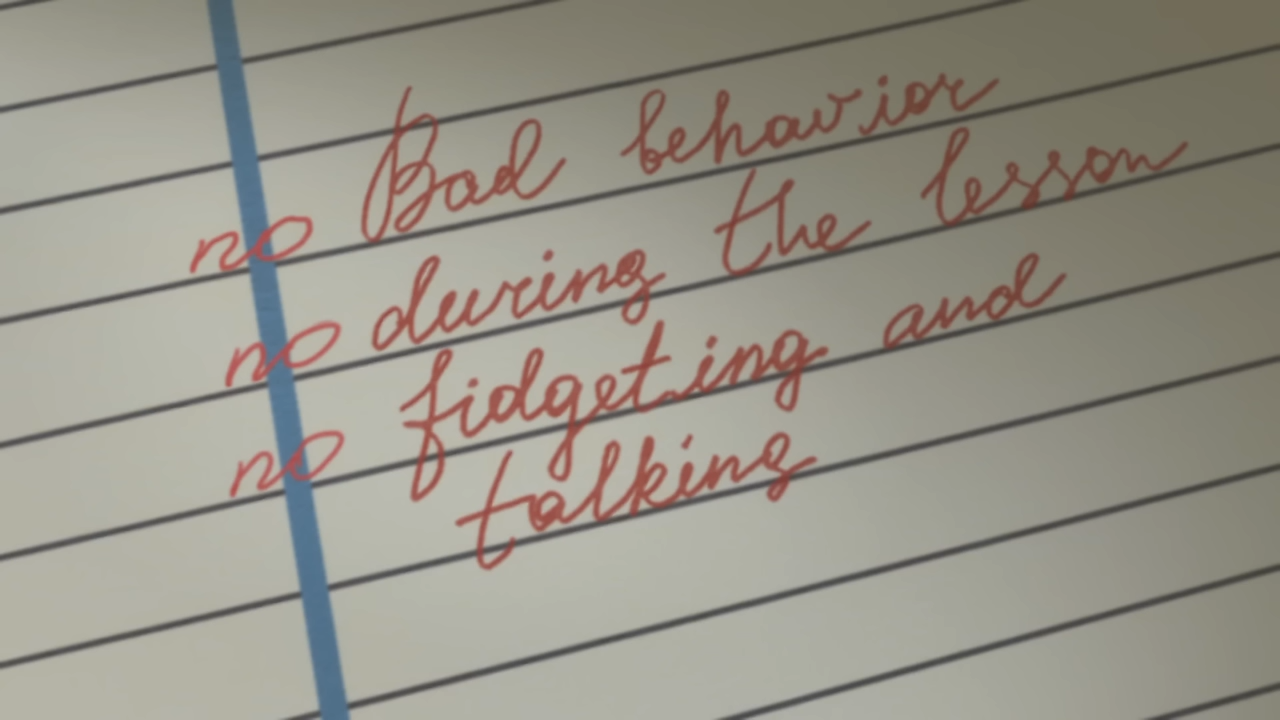 no Bad behavior
no during the lesson
no fidgeting and
talking